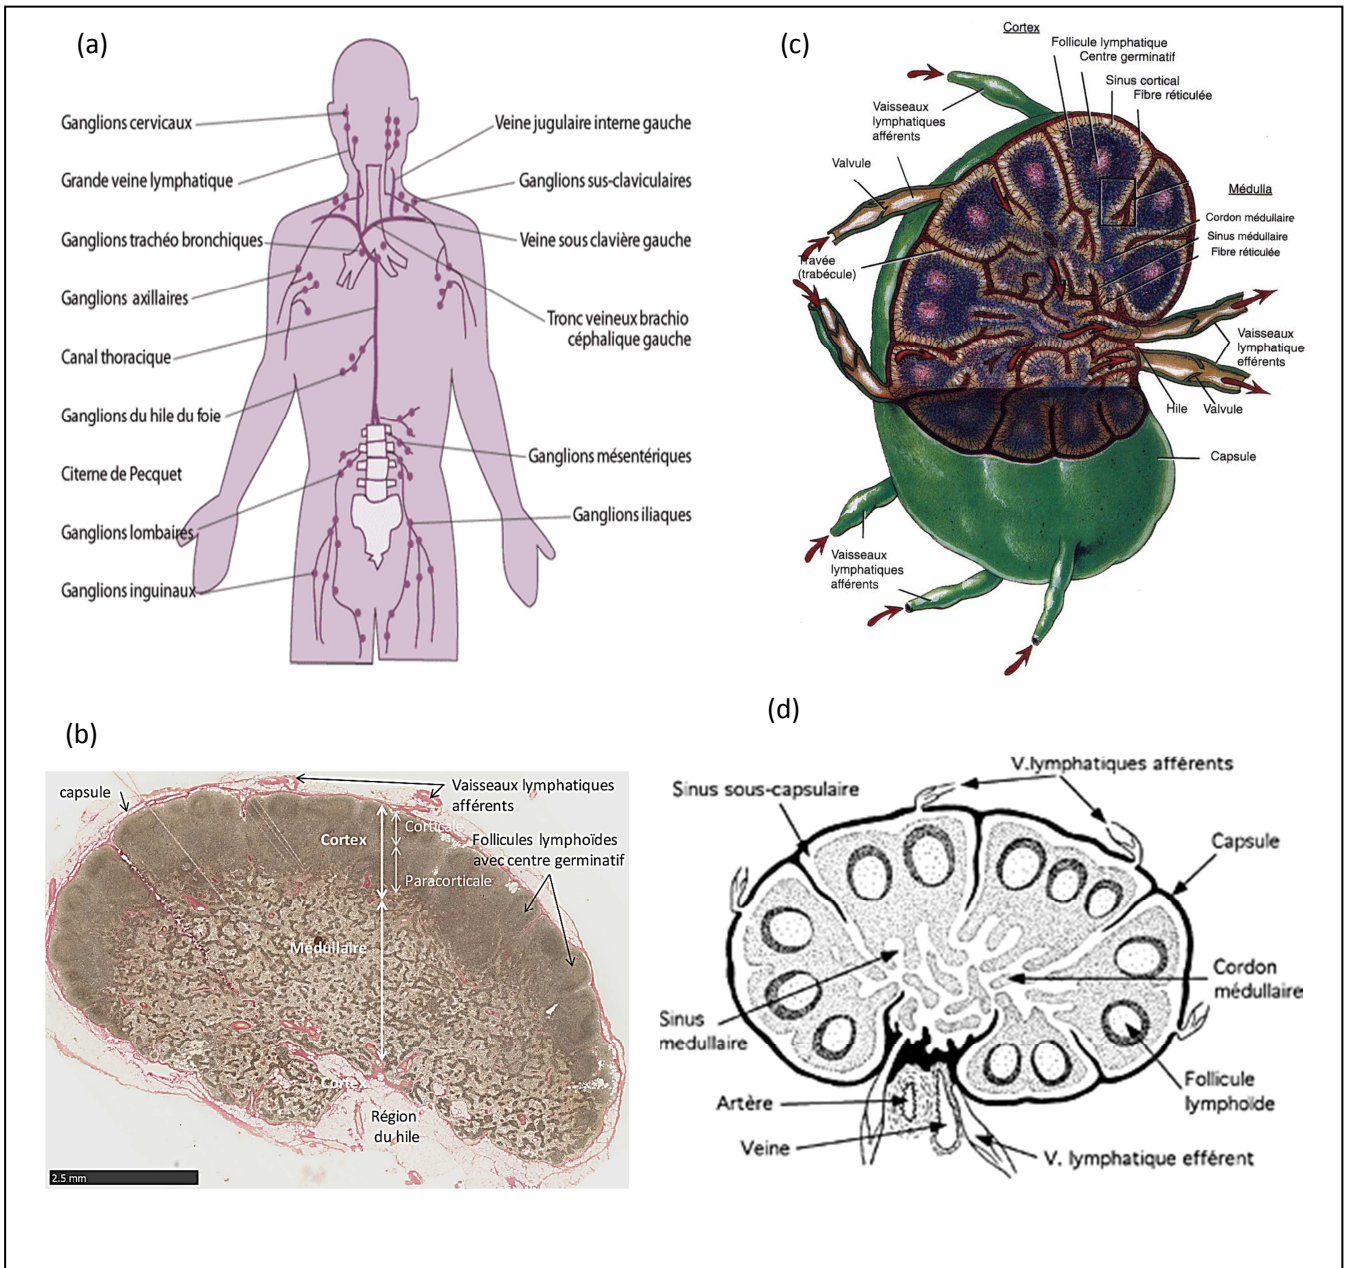 (a)
Ganglions cervicaux
Grande veine lymphatique
Ganglions trachéo bronchiques
Ganglions axillaires
Canal thoracique
Ganglions du hile du foie
Citerne de Pecquet
Ganglions lombaires
Ganglions inguinaux
Veine jugulaire interne gauche
Ganglions sus-claviculaires
Veine sous clavière gauche
Tronc veineux brachio
céphalique gauche
Ganglions mésentériques
Ganglions iliaques
(c)
Cortex
Follicule lymphatique
Centre germinatif
Sinus cortical
Fibre réticulée
Vaisseaux
lymphatiques
afférents
Valvule
Travée
(trabécule)
Médulla
Cordon médullaire
Sinus médullaire
Fibre réticulée
Vaisseaux
lymphatique
efférents
Hile
Valvule
Capsule
Vaisseaux
lymphatiques
afférents
(b)
capsule
Vaisseaux lymphatiques
afférents
Cortex
Corticale
Paracorticale
Follicules lymphoïdes
avec centre germinatif
Médullaire
Cortex
Région
du hile
2.5 mm
(d)
V.lymphatiques afférents
Sinus sous-capsulaire
Capsule
Cordon
médullaire
Sinus
medullaire
Follicule
lymphoïde
Artère
Veine
V. lymphatique efférent